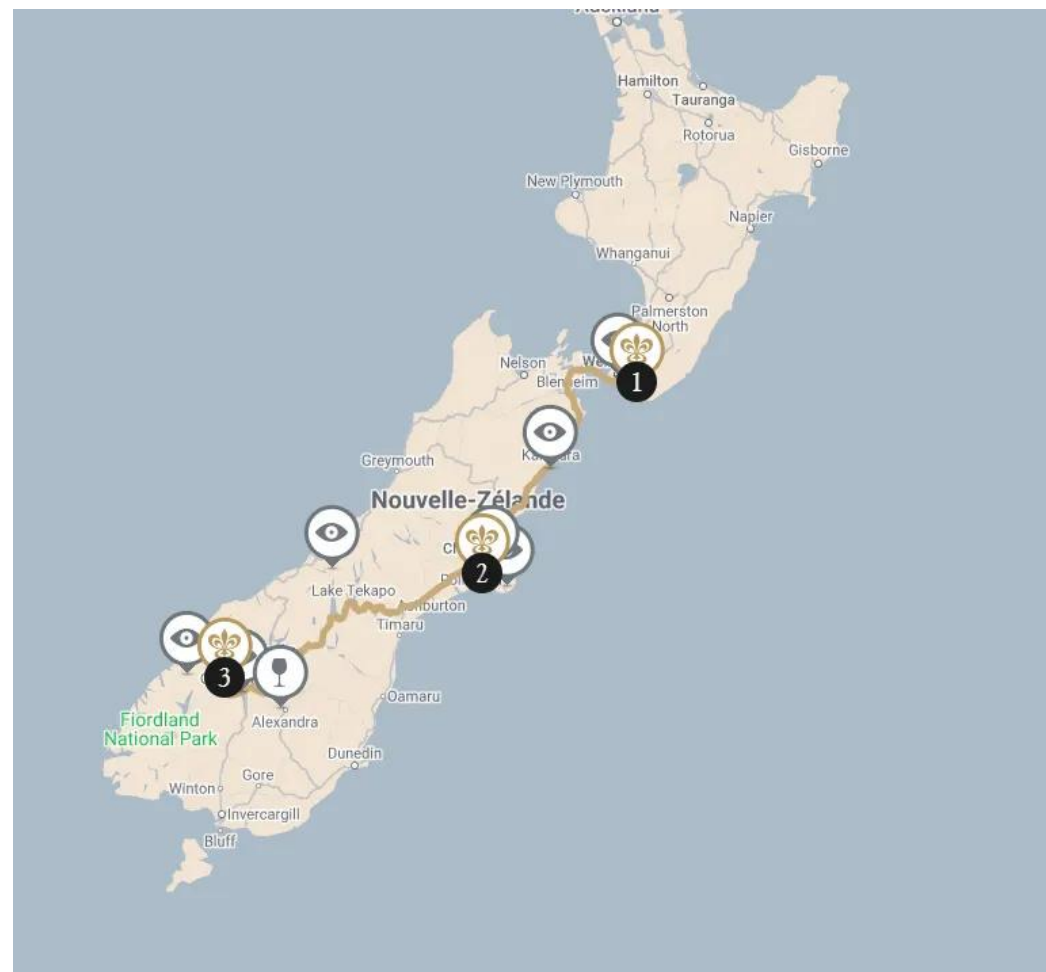 Hamilton
Tauranga
Rotorua
Gisborne
New Plymouth
Napier
Whanganui
Palmerston
North
Nelson
Blenheim
1
Greymouth
Nouvelle-Zélande
2
Lake Tekapo
Timaru
3
Oamaru
Fiordland
National Park
Alexandra
Dunedin
Gore
Winton
Invercargill
Bluff